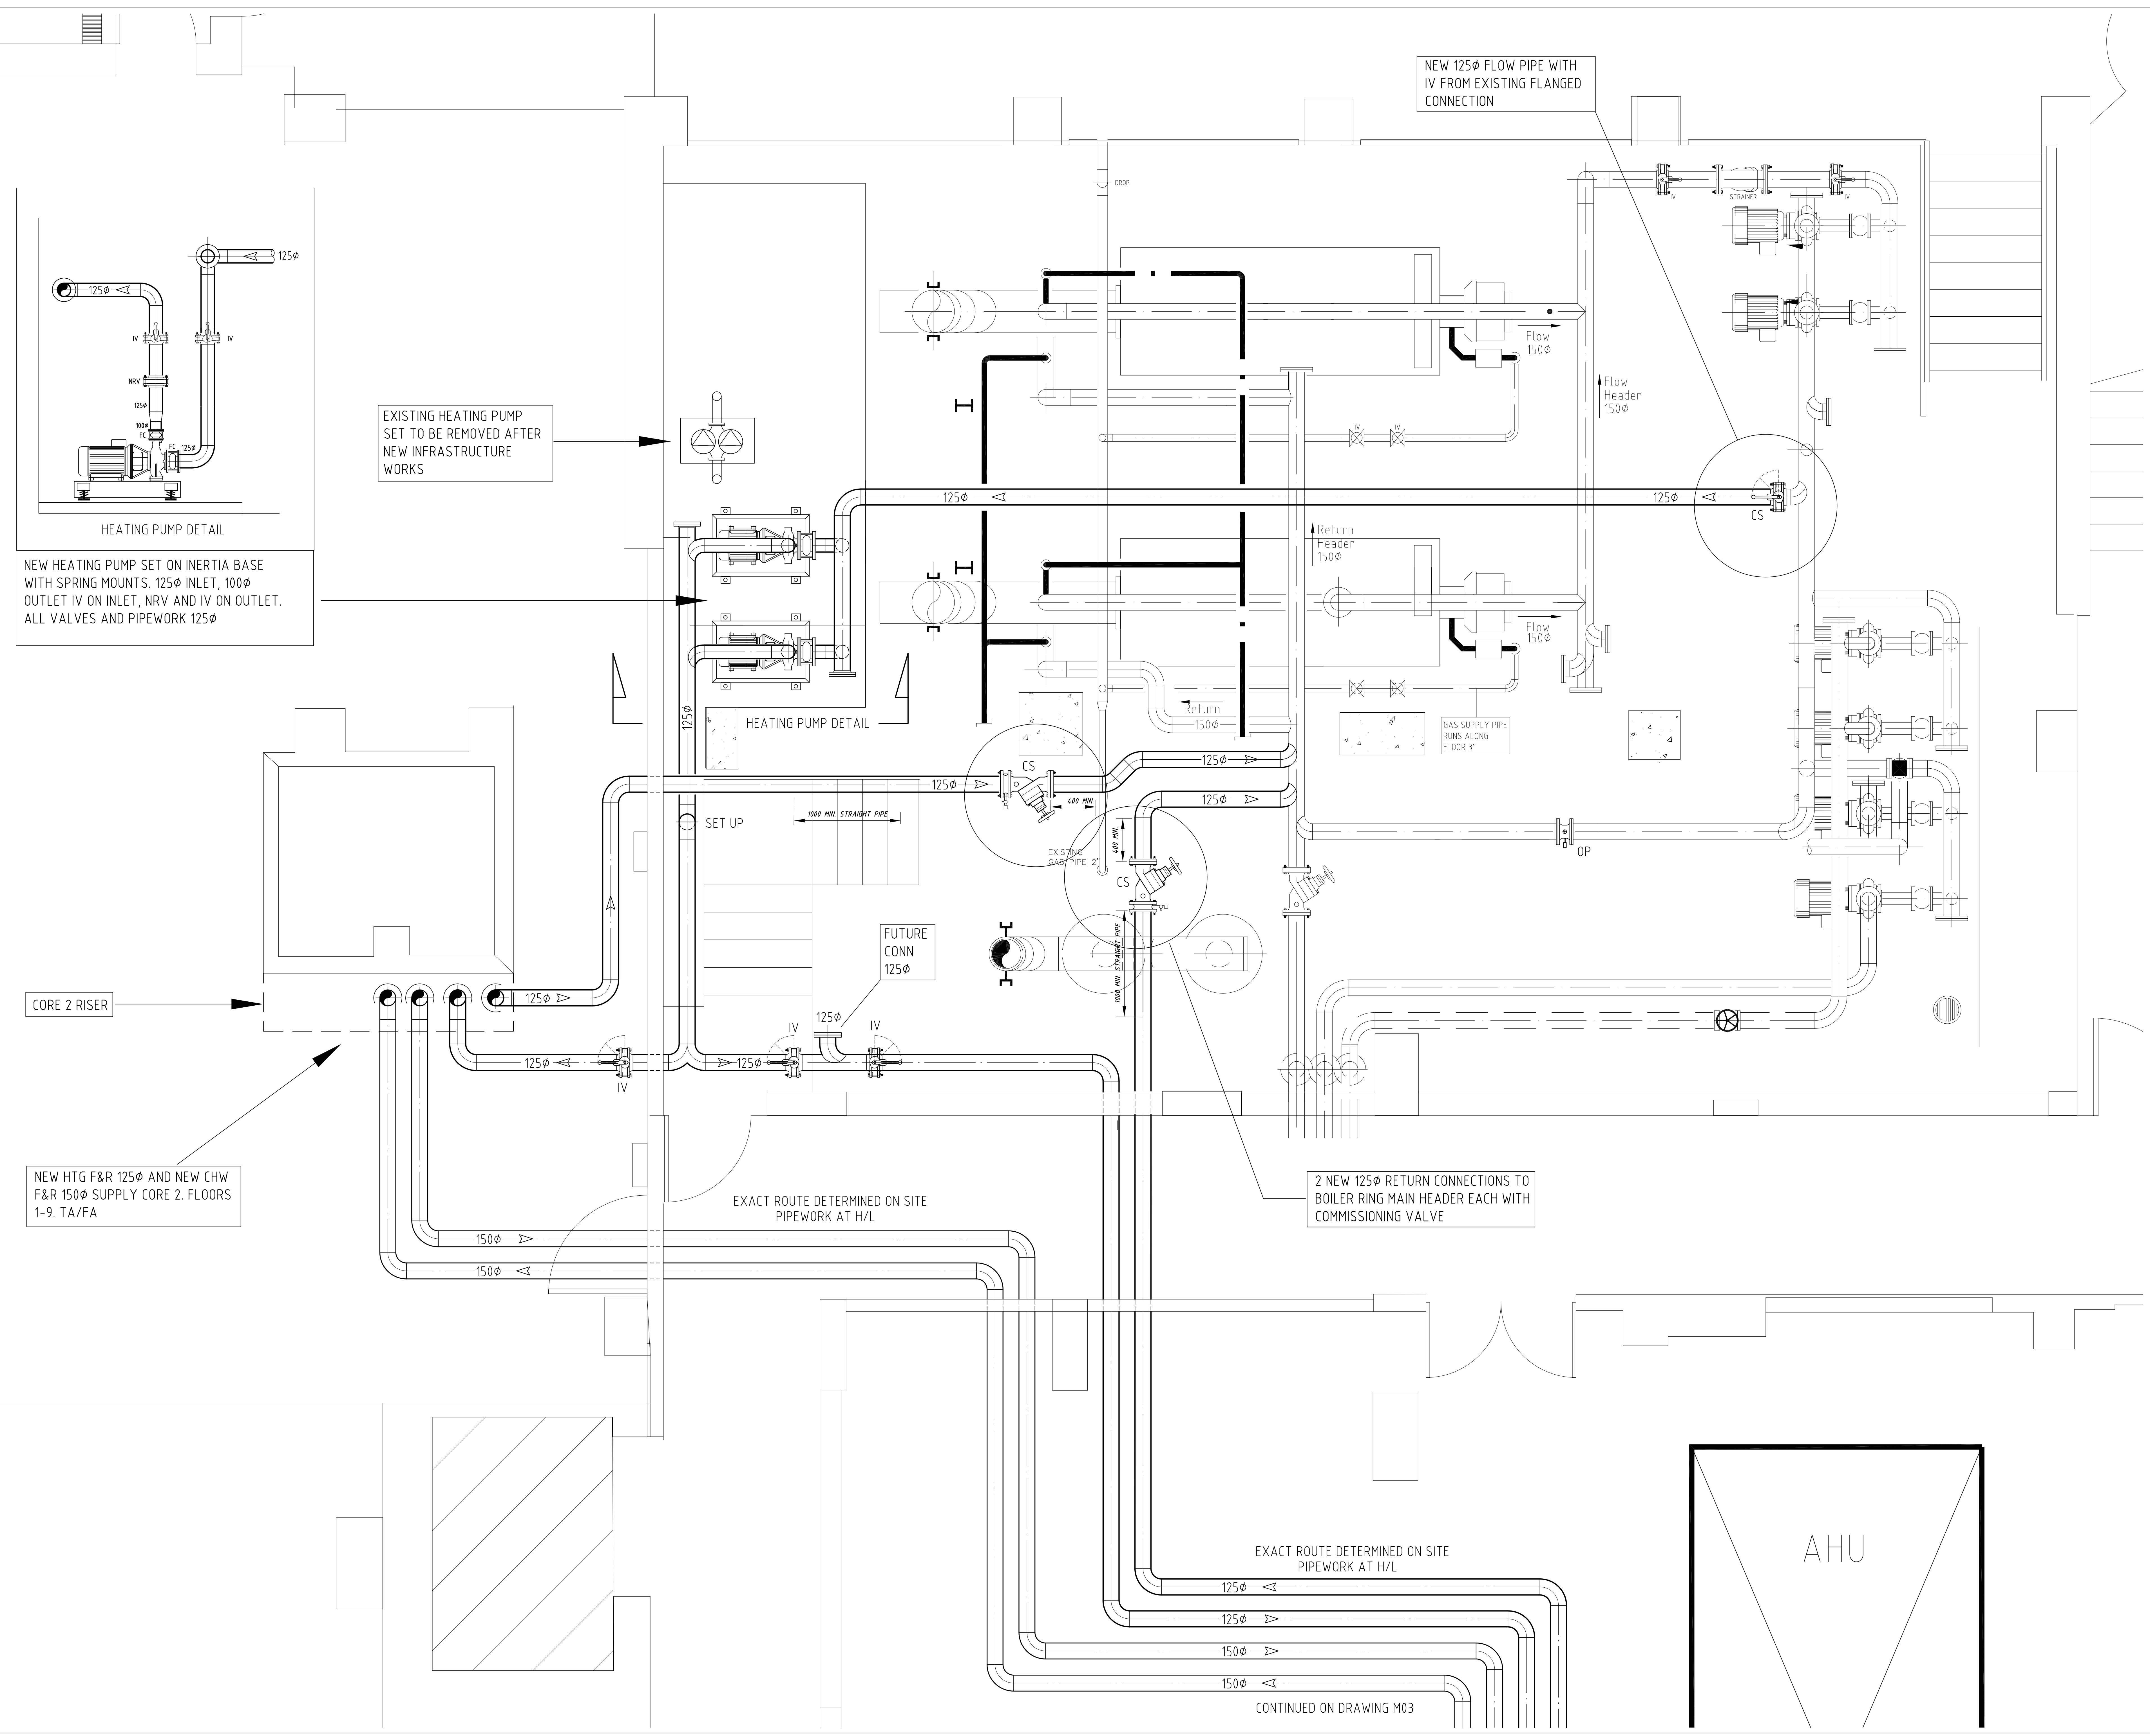 NEW 125Ø FLOW PIPE WITH
IV FROM EXISTING FLANGED
CONNECTION
DROP
IV
STRAINER
IV
125Ø
125Ø
IV
IV
NRV
125Ø
100Ø
FC
FC
125Ø
HEATING PUMP DETAIL
NEW HEATING PUMP SET ON INERTIA BASE
WITH SPRING MOUNTS. 125Ø INLET, 100Ø
OUTLET IV ON INLET, NRV AND IV ON OUTLET.
ALL VALVES AND PIPEWORK 125Ø
EXISTING HEATING PUMP
SET TO BE REMOVED AFTER
NEW INFRASTRUCTURE
WORKS
Flow
150Ø
Flow
Header
150Ø
IV
IV
125Ø
125Ø
CS
Return
Header
150Ø
Flow
150Ø
125Ø
HEATING PUMP DETAIL
Return
150Ø
GAS SUPPLY PIPE
RUNS ALONG
FLOOR 3"
125Ø
CS
125Ø
400 MIN
125Ø
1000 MIN. STRAIGHT PIPE
SET UP
400 MIN.
EXISTING
GAS PIPE 2"
OP
CS
FUTURE
CONN
125Ø
1000 MIN. STRAIGHT PIPE
CORE 2 RISER
125Ø
125Ø
IV
IV
125Ø
125Ø
IV
NEW HTG F&R 125Ø AND NEW CHW
F&R 150Ø SUPPLY CORE 2. FLOORS
1-9. TA/FA
2 NEW 125Ø RETURN CONNECTIONS TO
BOILER RING MAIN HEADER EACH WITH
COMMISSIONING VALVE
EXACT ROUTE DETERMINED ON SITE
PIPEWORK AT H/L
150Ø
150Ø
EXACT ROUTE DETERMINED ON SITE
PIPEWORK AT H/L
AHU
125Ø
125Ø
150Ø
150Ø
CONTINUED ON DRAWING M03